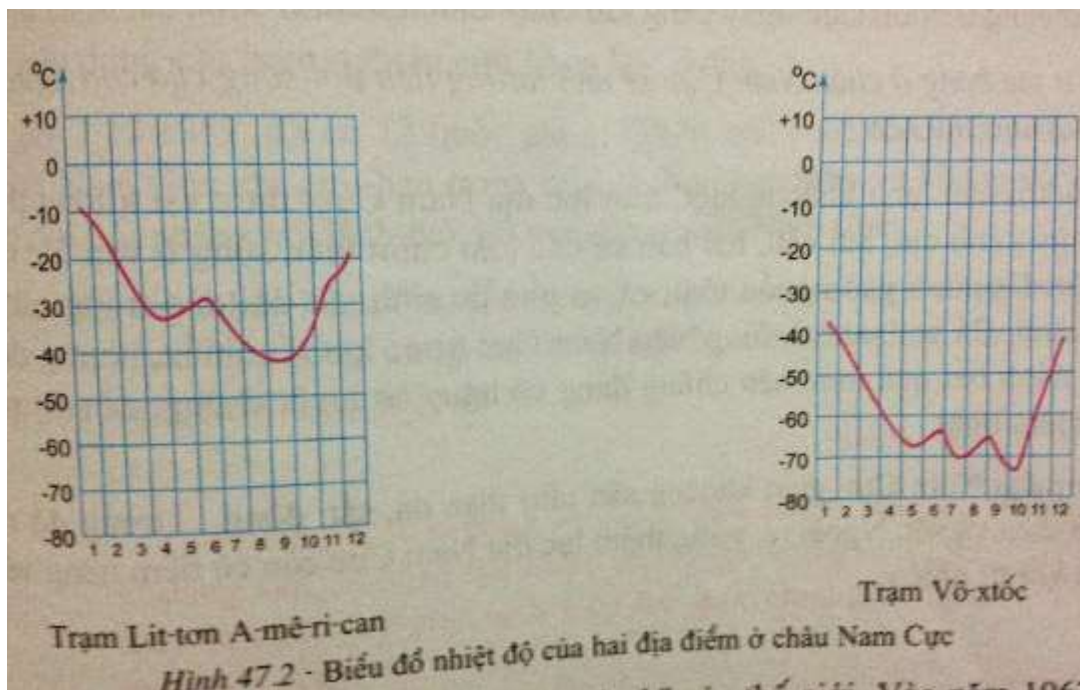 °C
+10
0
-10
-20
-30
-40
-50
-60
-70
-80
1 2 3 4 5 6 7 8 9 10 11 12
°C
+10
0
-10
-20
-30
-40
-50
-60
-70
-80
1 2 3 4 5 6 7 8 9 10 11 12
Trạm Lit-tơn A-mê-ri-can
Trạm Vô-xtốc
Hình 47.2 - Biểu đồ nhiệt độ của hai địa điểm ở châu Nam Cực